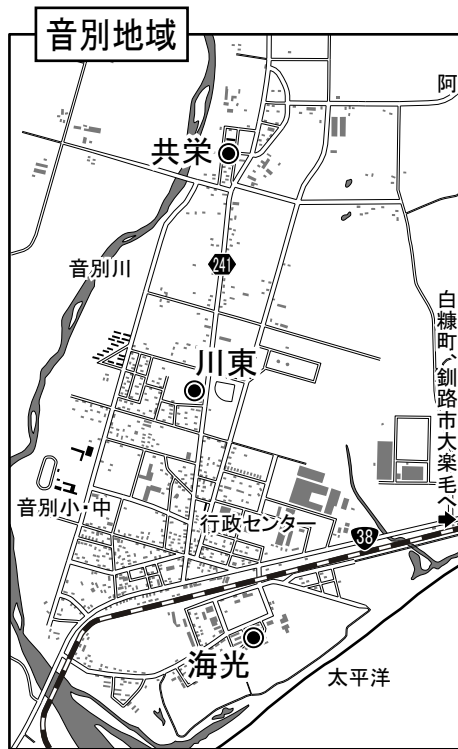 音別地域
阿
共栄
音別川
241
白糠町、釧路市大楽毛へ
川東
音別小・中
行政センター
38
海光
太平洋